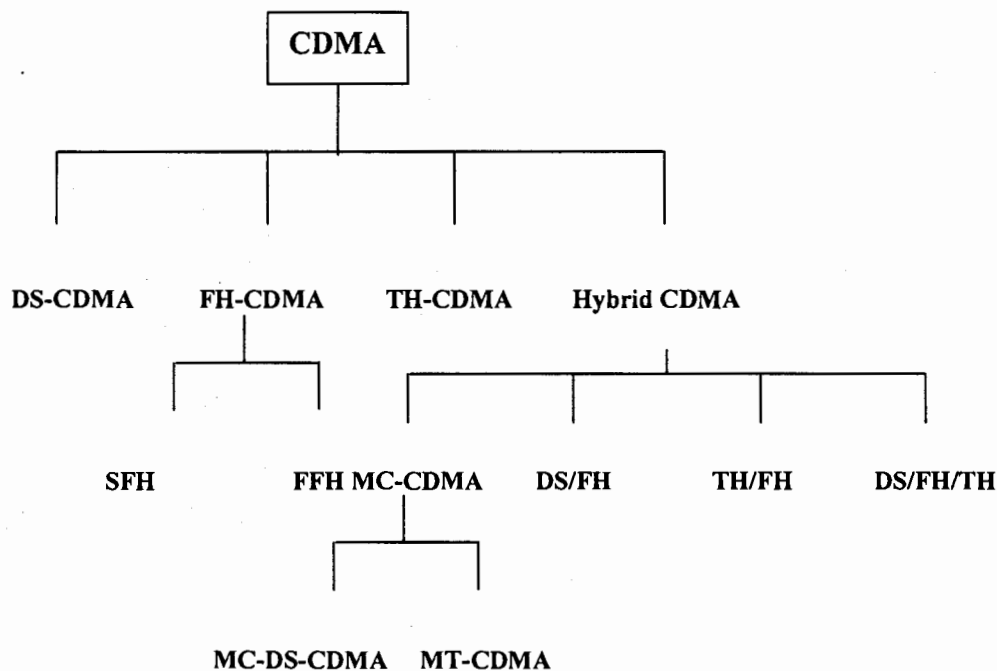 CDMA
DS-CDMA FH-CDMA TH-CDMA Hybrid CDMA
SFH FFH MC-CDMA DS/FH TH/FH DS/FH/TH
MC-DS-CDMA MT-CDMA